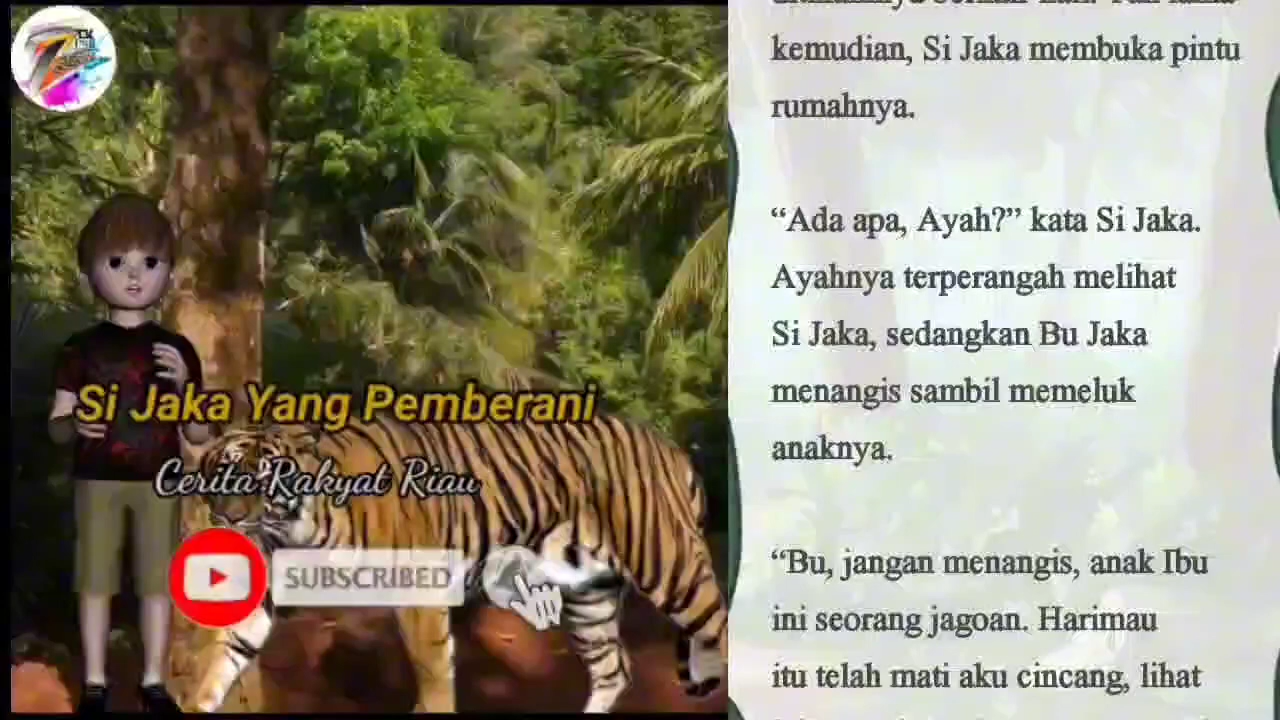 Si Jaka Yang Pemberani
Cerita Rakyat Riau
SUBSCRIBED
kemudian, Si Jaka membuka pintu
rumahnya.
“Ada apa, Ayah?” kata Si Jaka.
Ayahnya terperangah melihat
Si Jaka, sedangkan Bu Jaka
menangis sambil memeluk
anaknya.
“Bu, jangan menangis, anak Ibu
ini seorang jagoan. Harimau
itu telah mati aku cincang, lihat